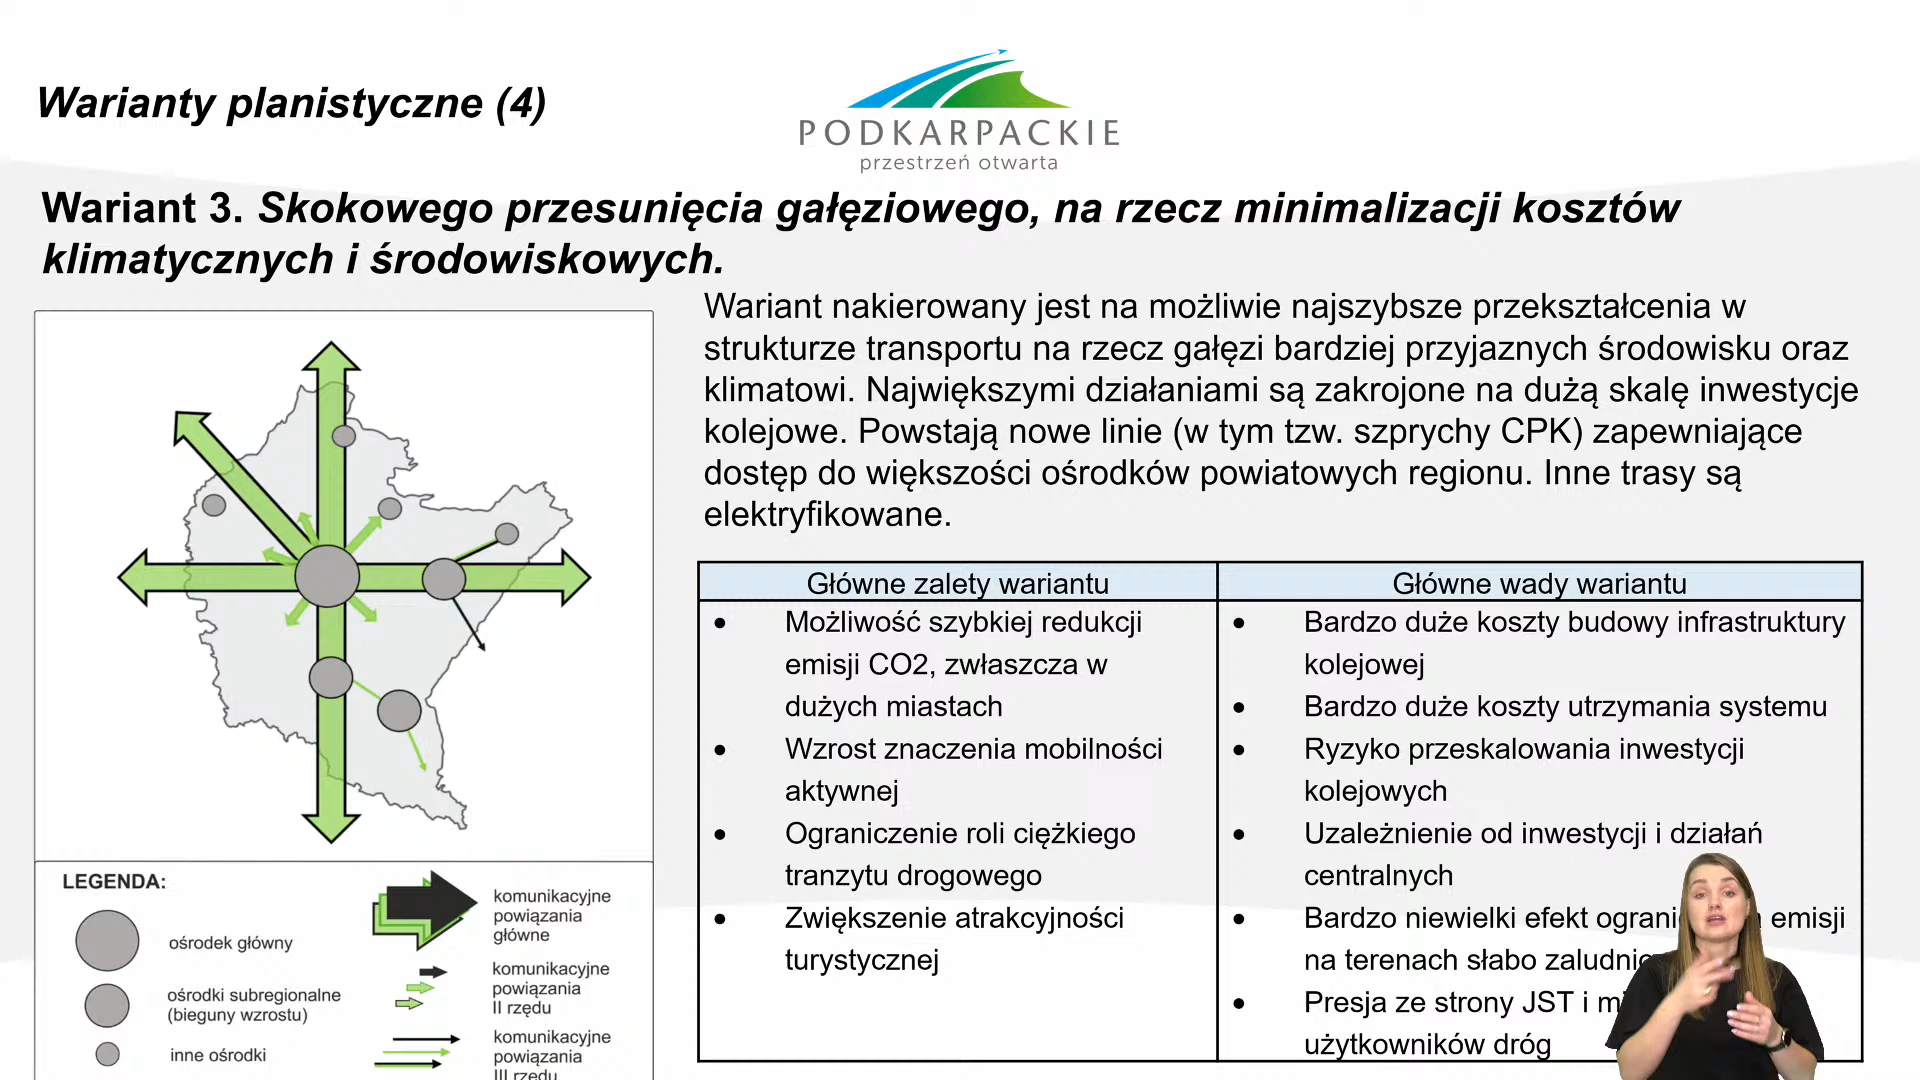 Warianty planistyczne (4)
PODKARPACKIE
przestrzeń otwarta
Wariant 3. Skokowego przesunięcia gałęziowego, na rzecz minimalizacji kosztów
klimatycznych i środowiskowych.
Wariant nakierowany jest na możliwie najszybsze przekształcenia w
strukturze transportu na rzecz gałęzi bardziej przyjaznych środowisku oraz
klimatowi. Największymi działaniami są zakrojone na dużą skalę inwestycje
kolejowe. Powstają nowe linie (w tym tzw. szprychy CPK) zapewniające
dostęp do większości ośrodków powiatowych regionu. Inne trasy są
elektryfikowane.
Główne zalety wariantu
• Możliwość szybkiej redukcji
emisji CO2, zwłaszcza w
dużych miastach
• Wzrost znaczenia mobilności
aktywnej
• Ograniczenie roli ciężkiego
tranzytu drogowego
• Zwiększenie atrakcyjności
turystycznej
Główne wady wariantu
• Bardzo duże koszty budowy infrastruktury
kolejowej
• Bardzo duże koszty utrzymania systemu
• Ryzyko przeskalowania inwestycji
kolejowych
• Uzależnienie od inwestycji i działań
centralnych
• Bardzo niewielki efekt emisji
na terenach słabo
• Presja ze strony JST i
użytkowników dróg
LEGENDA:
ośrodek główny
ośrodki subregionalne
(bieguny wzrostu)
inne ośrodki
komunikacyjne
powiązania
główne
komunikacyjne
powiązania
II rzędu
komunikacyjne
powiązania
III rzędu